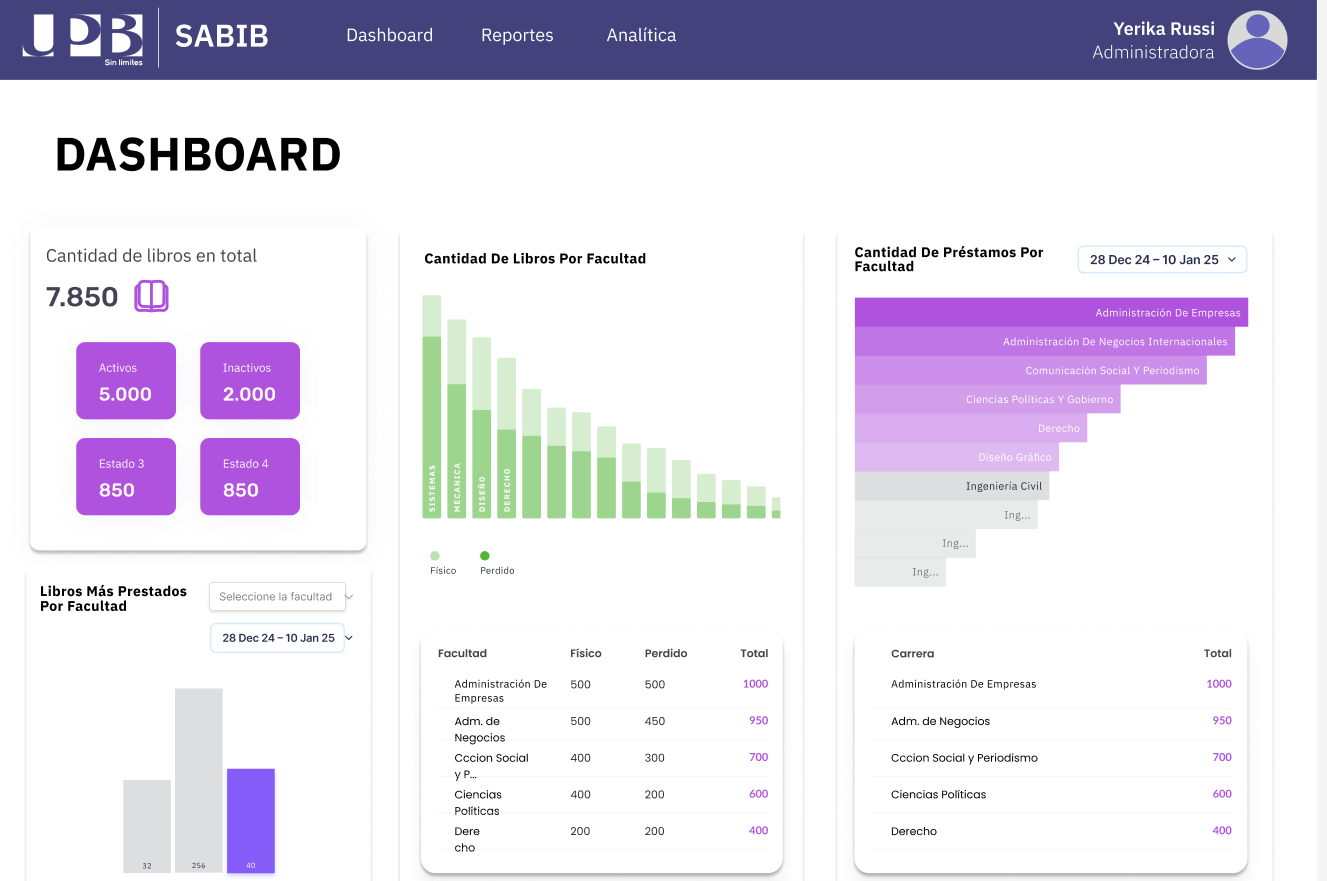 JPB
Sin límites
SABIB
Dashboard
Reportes
Analítica
Yerika Russi
Administradora
DASHBOARD
Cantidad de libros en total
7.850
Activos
5.000
Inactivos
2.000
Estado 3
850
Estado 4
850
Libros Más Prestados
Por Facultad
Seleccione la facultad
28 Dec 24 – 10 Jan 25
32
256
40
Cantidad De Libros Por Facultad
SISTEMAS
MECANICA
DISEÑO
DERECHO
Físico
Perdido
Facultad Físico Perdido Total
Administración De
Empresas
500 500 1000
Adm. de
Negocios
500 450 950
Cccion Social
y P...
400 300 700
Ciencias
Políticas
400 200 600
Dere
cho
200 200 400
Cantidad De Préstamos Por
Facultad
28 Dec 24 – 10 Jan 25
Administración De Empresas
Administración De Negocios Internacionales
Comunicación Social Y Periodismo
Ciencias Políticas Y Gobierno
Derecho
Diseño Gráfico
Ingeniería Civil
Ing...
Ing...
Ing...
Carrera Total
Administración De Empresas 1000
Adm. de Negocios 950
Cccion Social y Periodismo 700
Ciencias Políticas 600
Derecho 400